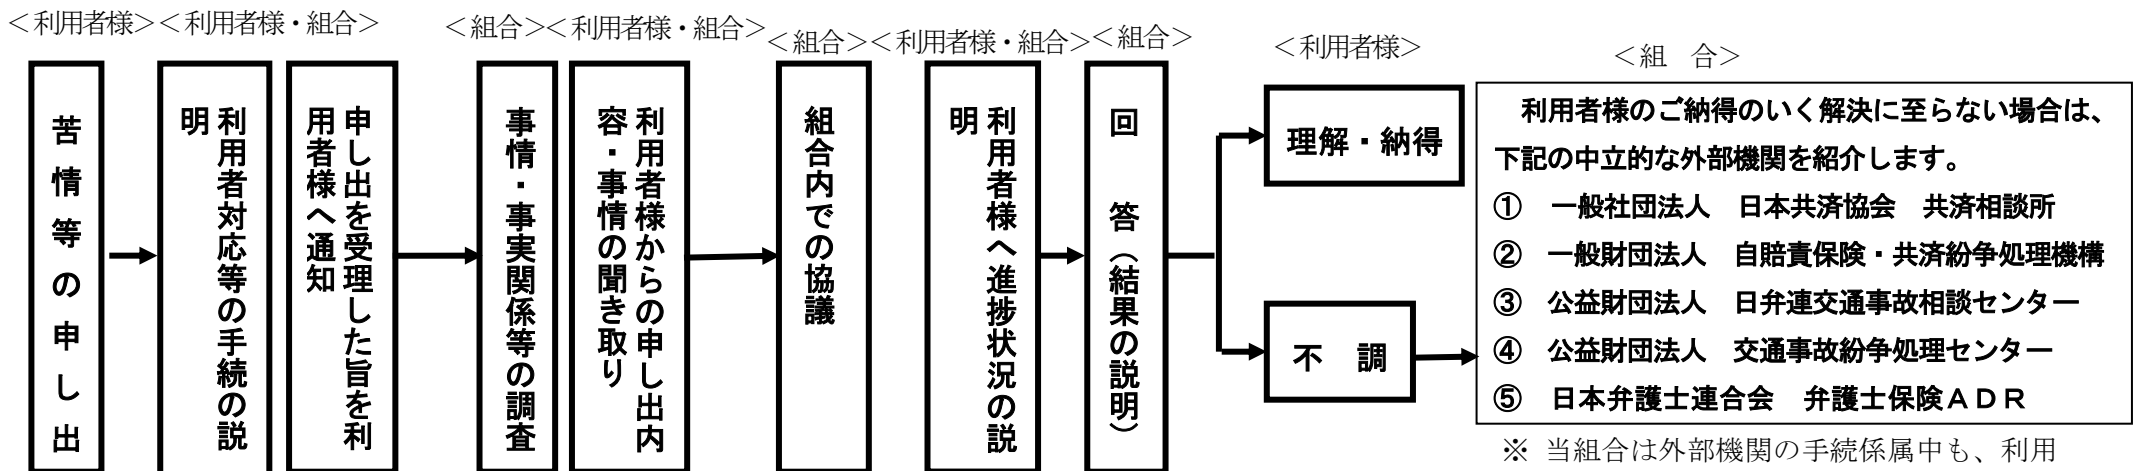 ＜利用者様＞
＜利用者様・組合＞
＜組合＞
＜利用者様・組合＞
＜組合＞
＜利用者様・組合＞
＜組合＞
＜利用者様＞
＜組　合＞
苦情等の申し出
利用者対応等の手続の説
明
申し出を受理した旨を利
用者様へ通知
事情・事実関係等の調査
利用者様からの申し出内
容・事情の聞き取り
組合内での協議
利用者様へ進捗状況の説
明
回　答（結果の説明）
理解・納得
不　調
利用者様のご納得のいく解決に至らない場合は、
下記の中立的な外部機関を紹介します。
①　一般社団法人　日本共済協会　共済相談所
②　一般財団法人　自賠責保険・共済紛争処理機構
③　公益財団法人　日弁連交通事故相談センター
④　公益財団法人　交通事故紛争処理センター
⑤　日本弁護士連合会　弁護士保険ＡＤＲ
※ 当組合は外部機関の手続係属中も、利用